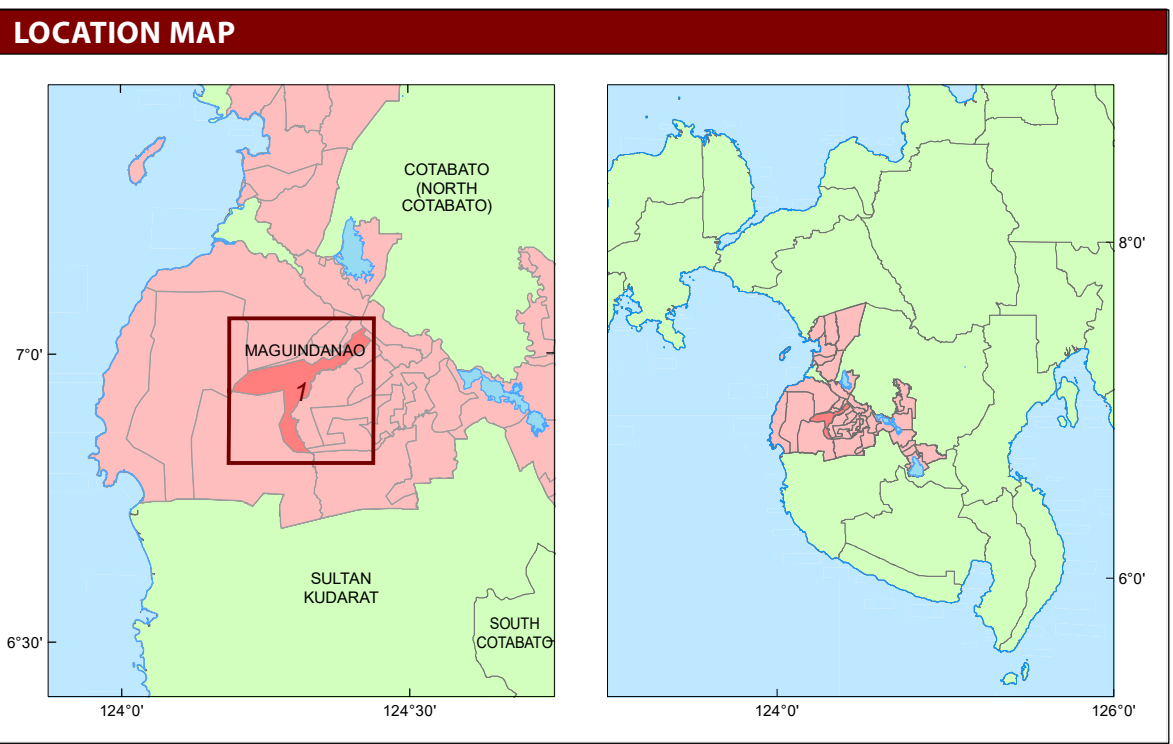 LOCATION MAP
COTABATO
(NORTH
COTABATO)
7°0'
MAGUINDANAO
1
SULTAN
KUDARAT
SOUTH
COTABATO
6°30'
124°0'
124°30'
8°0'
6°0'
124°0'
126°0'